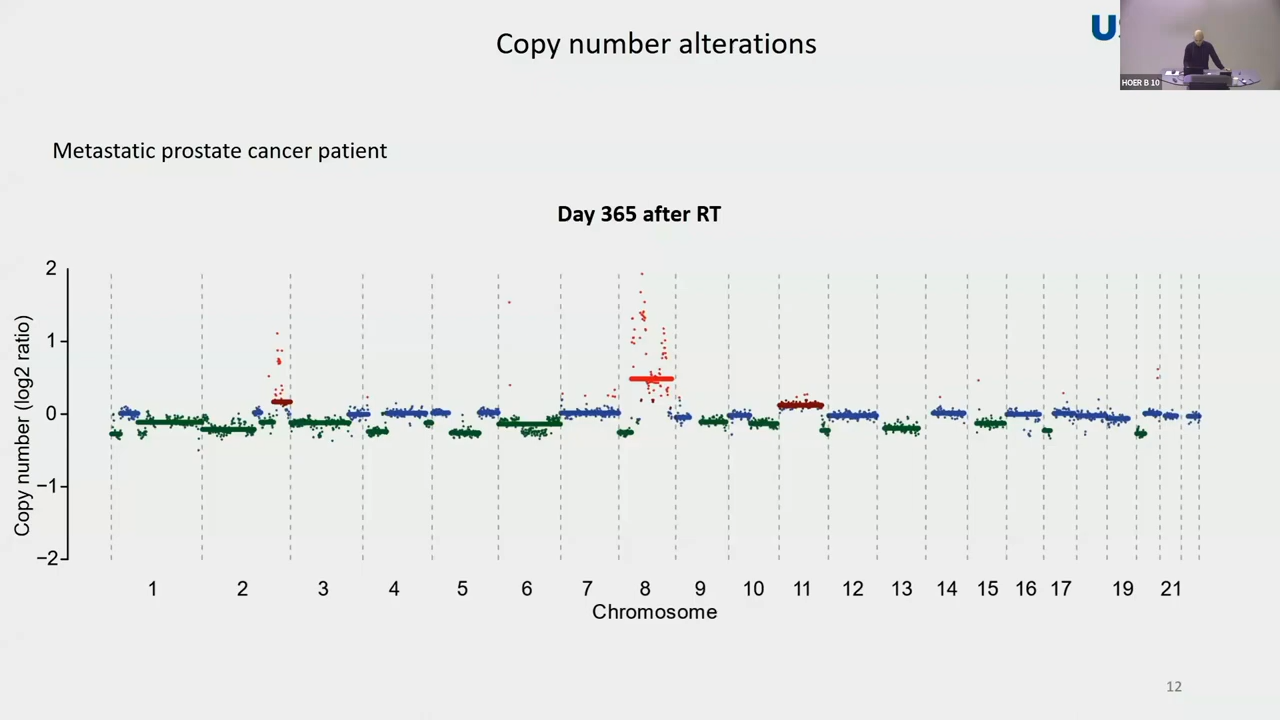 Copy number alterations
HOER B 10
Metastatic prostate cancer patient
Day 365 after RT
Copy number (log2 ratio)
2
1
0
−1
−2
1 2 3 4 5 6 7 8 9 10 11 12 13 14 15 16 17 19 21
Chromosome
12